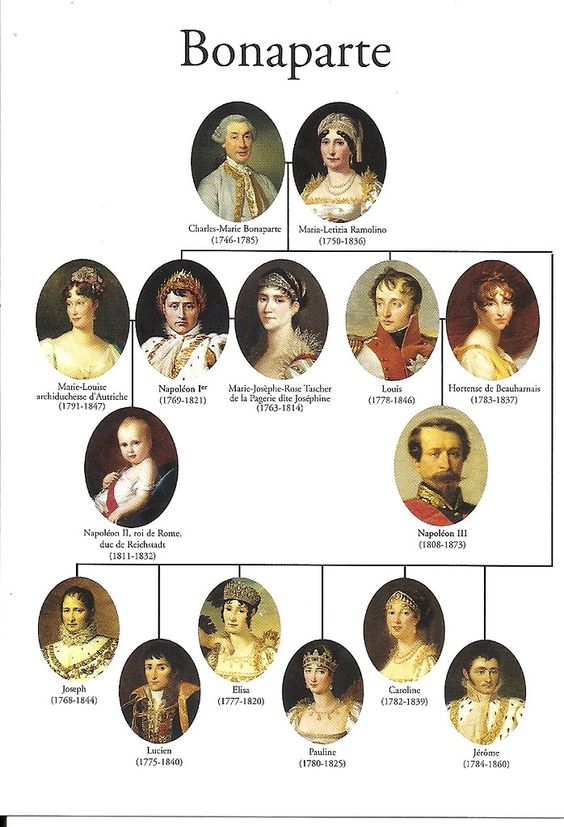 Bonaparte
Charles-Marie Bonaparte
(1746-1785)
Maria-Letizia Ramolino
(1750-1836)
Marie-Louise
archiduchesse d'Autriche
(1791-1847)
Napoléon Ier
(1769-1821)
Marie-Josèphe-Rose Tascher
de la Pagerie dite Joséphine
(1763-1814)
Louis
(1778-1846)
Hortense de Beauharnais
(1783-1837)
Napoléon II, roi de Rome,
duc de Reichstadt
(1811-1832)
Napoléon III
(1808-1873)
Joseph
(1768-1844)
Lucien
(1775-1840)
Élisa
(1777-1820)
Pauline
(1780-1825)
Caroline
(1782-1839)
Jérôme
(1784-1860)